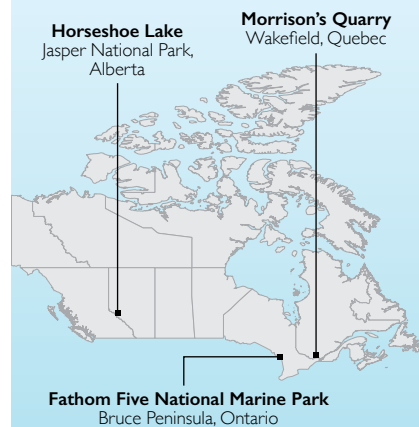 Horseshoe Lake
Jasper National Park,
Alberta
Morrison’s Quarry
Wakefield, Quebec
Fathom Five National Marine Park
Bruce Peninsula, Ontario